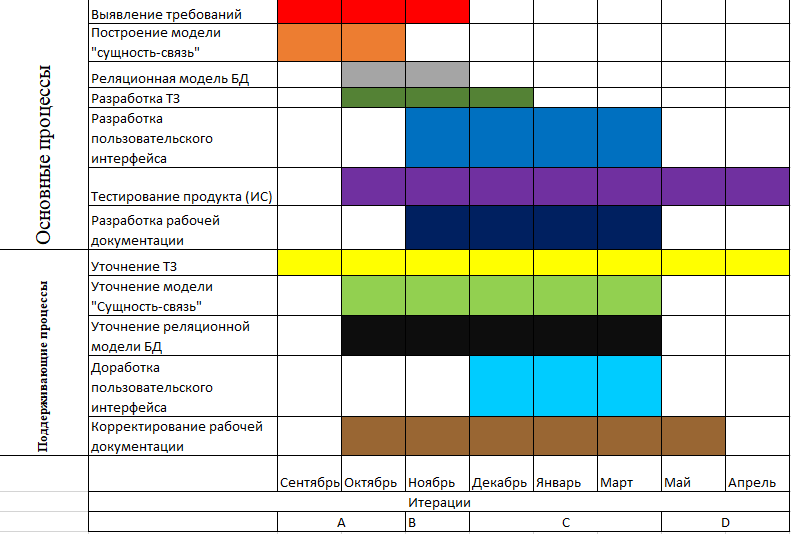 Основные процессы
Выявление требований
Построение модели
"сущность-связь"
Реляционная модель БД
Разработка ТЗ
Разработка
пользовательского
интерфейса
Тестирование продукта (ИС)
Разработка рабочей
документации
Поддерживающие процессы
Уточнение ТЗ
Уточнение модели
"Сущность-связь"
Уточнение реляционной
модели БД
Доработка
пользовательского
интерфейса
Корректирование рабочей
документации
Сентябрь Октябрь Ноябрь Декабрь Январь Март Май Апрель
Итерации
A B C D